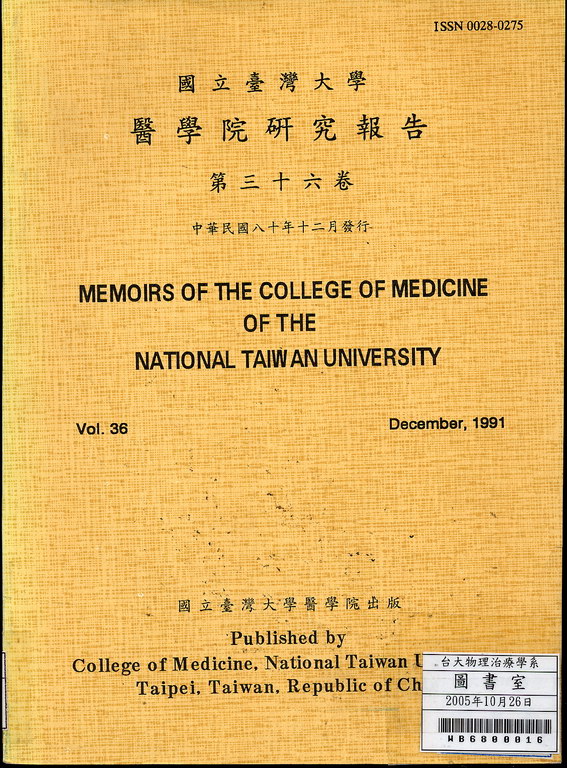 ISSN 0028-0275
國立臺灣大學
醫學院研究報告
第三十六卷
中華民國八十年十二月發行
MEMOIRS OF THE COLLEGE OF MEDICINE
OF THE
NATIONAL TAIWAN UNIVERSITY
Vol. 36
December, 1991
國立臺灣大學醫學院出版
Published by
College of Medicine, National Taiwan U
Taipei, Taiwan, Republic of Ch
台大物理治療學系
圖書室
2005年10月26日
WB6800016